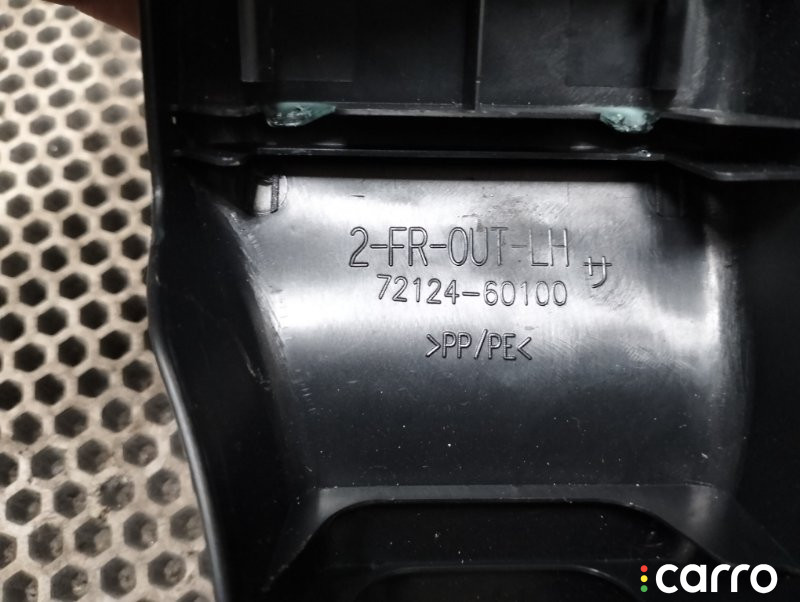 2-FR-OUT-LH サ
72124-60100
>PP/PE<
carro